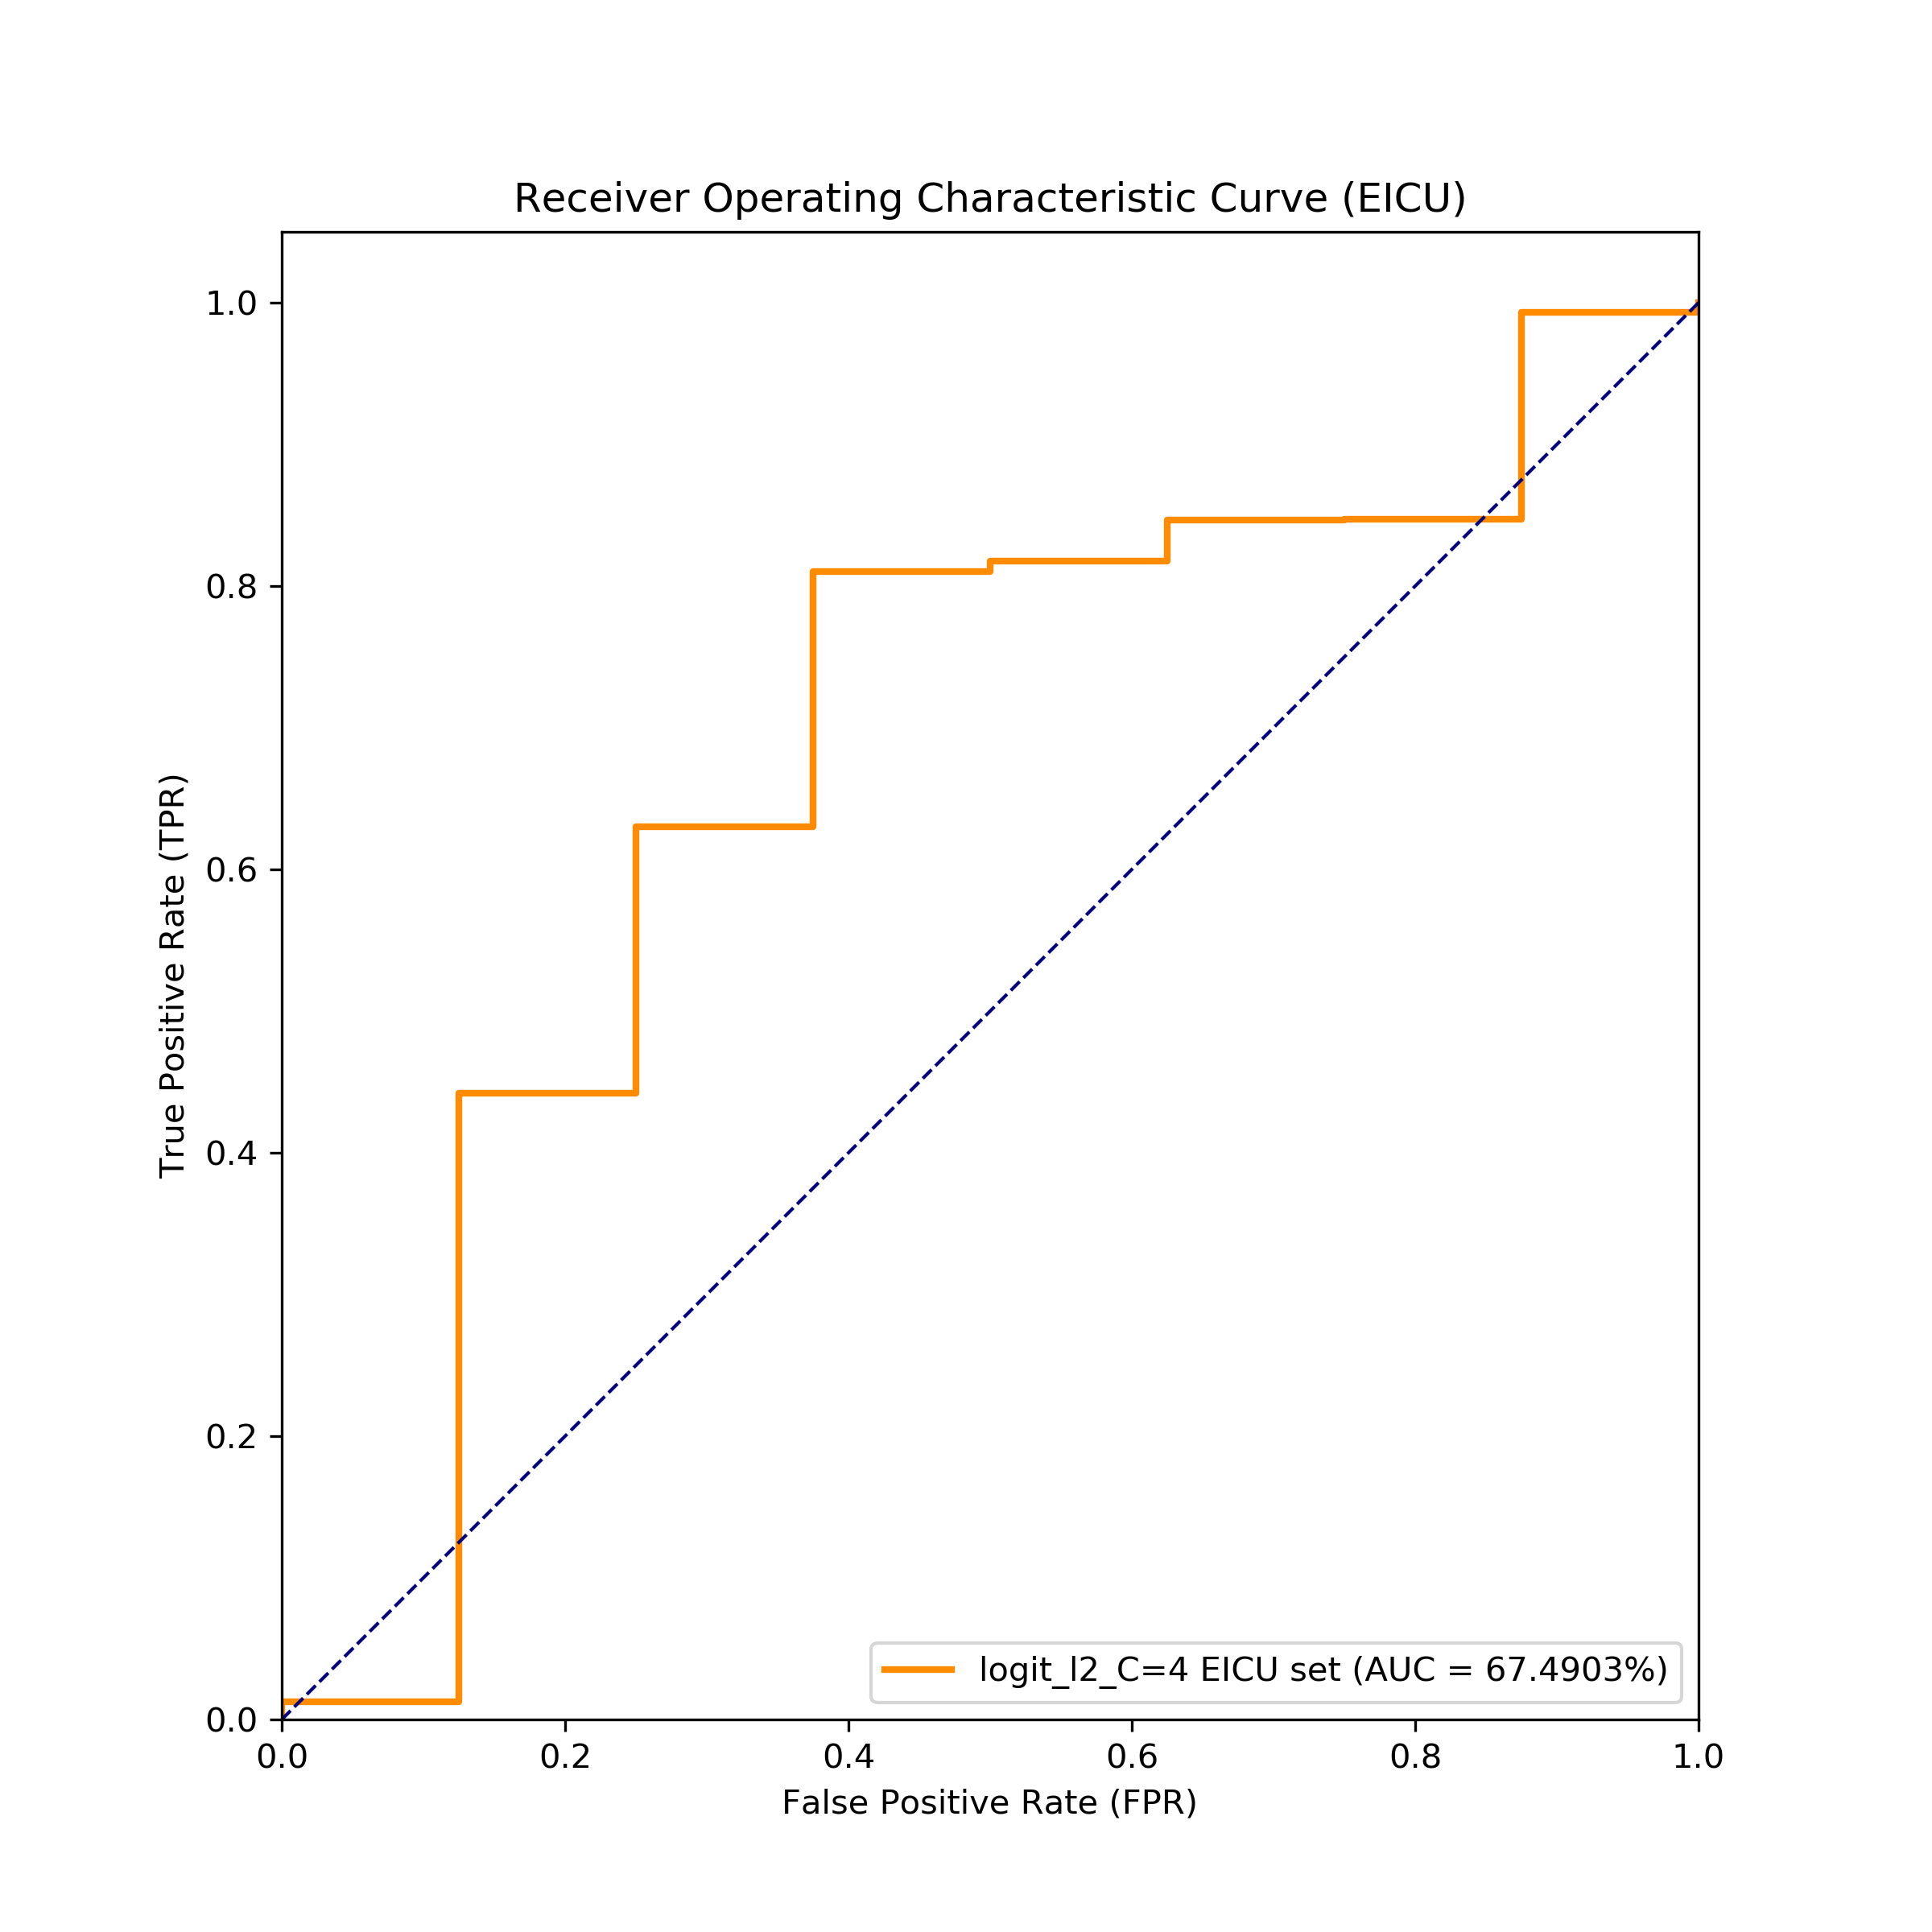 Receiver Operating Characteristic Curve (EICU)
True Positive Rate (TPR)
1.0
0.8
0.6
0.4
0.2
0.0
0.0 0.2 0.4 0.6 0.8 1.0
False Positive Rate (FPR)
logit_l2_C=4 EICU set (AUC = 67.4903%)